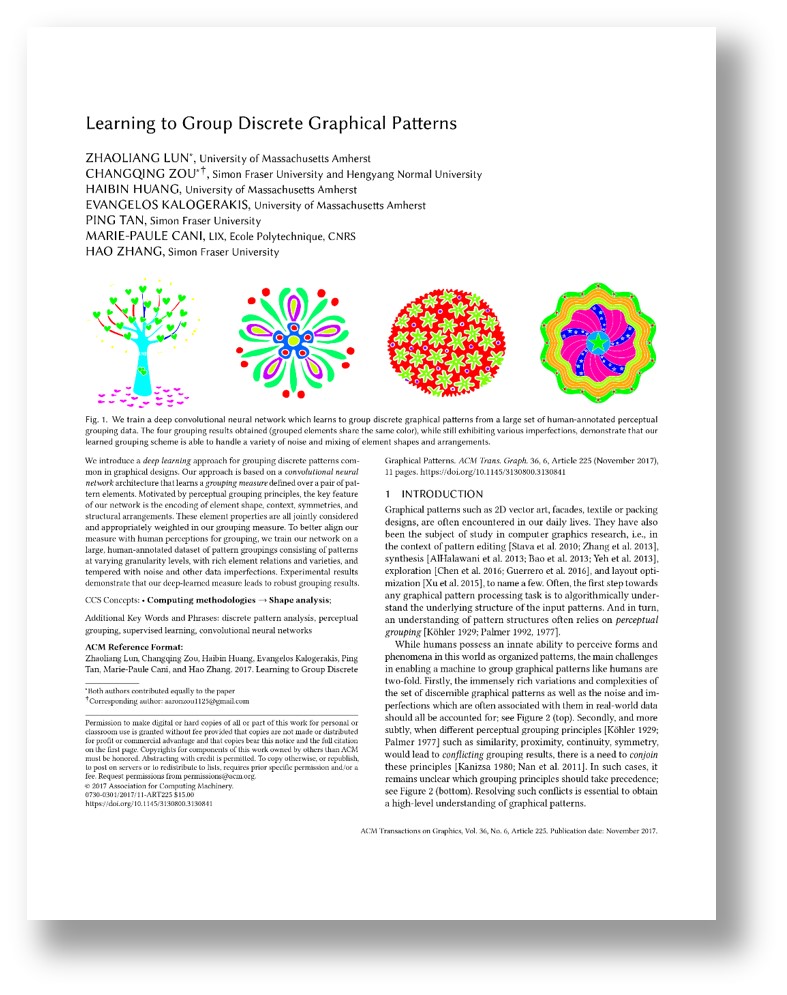 Learning to Group Discrete Graphical Patterns
ZHAOLIANG LUN*, University of Massachusetts Amherst
CHANGQING ZOU*†, Simon Fraser University and Hengyang Normal University
HAIBIN HUANG, University of Massachusetts Amherst
EVANGELOS KALOGERAKIS, University of Massachusetts Amherst
PING TAN, Simon Fraser University
MARIE-PAULE CANI, LIX, Ecole Polytechnique, CNRS
HAO ZHANG, Simon Fraser University
Fig. 1. We train a deep convolutional neural network which learns to group discrete graphical patterns from a large set of human-annotated perceptual
grouping data. The four grouping results obtained (grouped elements share the same color), while still exhibiting various imperfections, demonstrate that our
learned grouping scheme is able to handle a variety of noise and mixing of element shapes and arrangements.
We introduce a deep learning approach for grouping discrete patterns com-
mon in graphical designs. Our approach is based on a convolutional neural
network architecture that learns a grouping measure defined over a pair of pat-
tern elements. Motivated by perceptual grouping principles, the key feature
of our network is the encoding of element shape, context, symmetries, and
structural arrangements. These element properties are all jointly considered
and appropriately weighted in our grouping measure. To better align our
measure with human perceptions for grouping, we train our network on a
large, human-annotated dataset of pattern groupings consisting of patterns
at varying granularity levels, with rich element relations and varieties, and
tempered with noise and other data imperfections. Experimental results
demonstrate that our deep-learned measure leads to robust grouping results.
CCS Concepts: • Computing methodologies → Shape analysis;
Additional Key Words and Phrases: discrete pattern analysis, perceptual
grouping, supervised learning, convolutional neural networks
ACM Reference Format:
Zhaoliang Lun, Changqing Zou, Haibin Huang, Evangelos Kalogerakis, Ping
Tan, Marie-Paule Cani, and Hao Zhang. 2017. Learning to Group Discrete
*Both authors contributed equally to the paper
†Corresponding author: aaronzou1125@gmail.com
Permission to make digital or hard copies of all or part of this work for personal or
classroom use is granted without fee provided that copies are not made or distributed
for profit or commercial advantage and that copies bear this notice and the full citation
on the first page. Copyrights for components of this work owned by others than ACM
must be honored. Abstracting with credit is permitted. To copy otherwise, or republish,
to post on servers or to redistribute to lists, requires prior specific permission and/or a
fee. Request permissions from permissions@acm.org.
© 2017 Association for Computing Machinery.
0730-0301/2017/11-ART225 $15.00
https://doi.org/10.1145/3130800.3130841
Graphical Patterns. ACM Trans. Graph. 36, 6, Article 225 (November 2017),
11 pages. https://doi.org/10.1145/3130800.3130841
1 INTRODUCTION
Graphical patterns such as 2D vector art, facades, textile or packing
designs, are often encountered in our daily lives. They have also
been the subject of study in computer graphics research, i.e., in
the context of pattern editing [Stava et al. 2010; Zhang et al. 2013],
synthesis [AlHalawani et al. 2013; Bao et al. 2013; Yeh et al. 2013],
exploration [Chen et al. 2016; Guerrero et al. 2016], and layout opti-
mization [Xu et al. 2015], to name a few. Often, the first step towards
any graphical pattern processing task is to algorithmically under-
stand the underlying structure of the input patterns. And in turn,
an understanding of pattern structures often relies on perceptual
grouping [Köhler 1929; Palmer 1992, 1977].
While humans possess an innate ability to perceive forms and
phenomena in this world as organized patterns, the main challenges
in enabling a machine to group graphical patterns like humans are
two-fold. Firstly, the immensely rich variations and complexities of
the set of discernible graphical patterns as well as the noise and im-
perfections which are often associated with them in real-world data
should all be accounted for; see Figure 2 (top). Secondly, and more
subtly, when different perceptual grouping principles [Köhler 1929;
Palmer 1977] such as similarity, proximity, continuity, symmetry,
would lead to conflicting grouping results, there is a need to conjoin
these principles [Kanizsa 1980; Nan et al. 2011]. In such cases, it
remains unclear which grouping principles should take precedence;
see Figure 2 (bottom). Resolving such conflicts is essential to obtain
a high-level understanding of graphical patterns.
ACM Transactions on Graphics, Vol. 36, No. 6, Article 225. Publication date: November 2017.